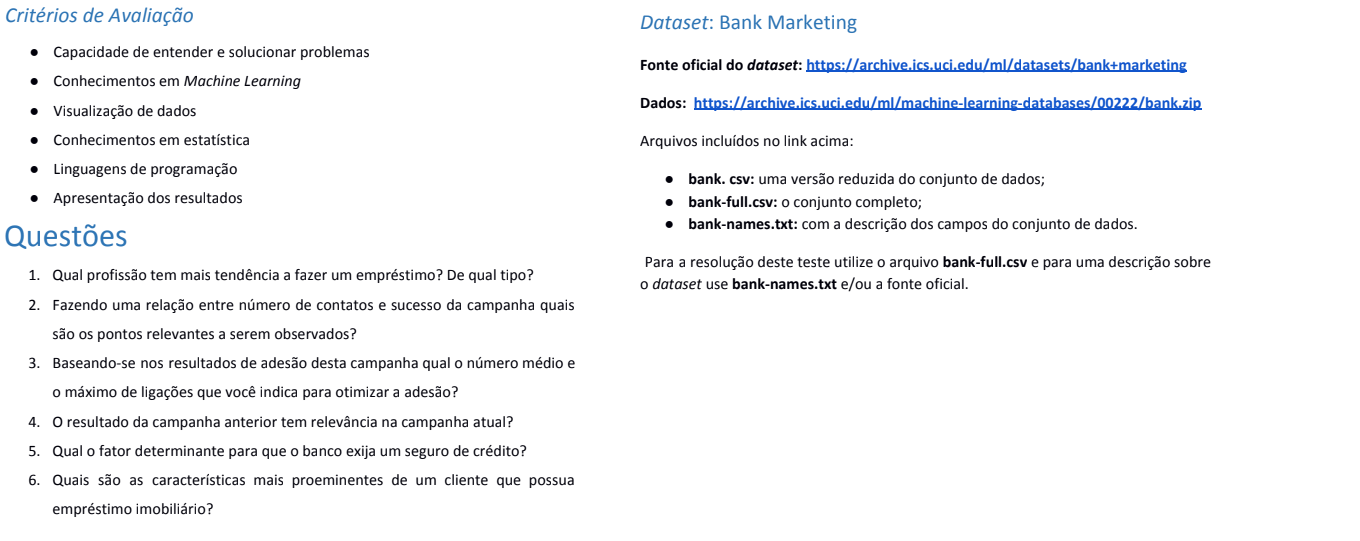 Critérios de Avaliação
● Capacidade de entender e solucionar problemas
● Conhecimentos em Machine Learning
● Visualização de dados
● Conhecimentos em estatística
● Linguagens de programação
● Apresentação dos resultados
Questões
1. Qual profissão tem mais tendência a fazer um empréstimo? De qual tipo?
2. Fazendo uma relação entre número de contatos e sucesso da campanha quais
são os pontos relevantes a serem observados?
3. Baseando-se nos resultados de adesão desta campanha qual o número médio e
o máximo de ligações que você indica para otimizar a adesão?
4. O resultado da campanha anterior tem relevância na campanha atual?
5. Qual o fator determinante para que o banco exija um seguro de crédito?
6. Quais são as características mais proeminentes de um cliente que possua
empréstimo imobiliário?
Dataset: Bank Marketing
Fonte oficial do dataset: https://archive.ics.uci.edu/ml/datasets/bank+marketing
Dados: https://archive.ics.uci.edu/ml/machine-learning-databases/00222/bank.zip
Arquivos incluídos no link acima:
● bank. csv: uma versão reduzida do conjunto de dados;
● bank-full.csv: o conjunto completo;
● bank-names.txt: com a descrição dos campos do conjunto de dados.
Para a resolução deste teste utilize o arquivo bank-full.csv e para uma descrição sobre
o dataset use bank-names.txt e/ou a fonte oficial.